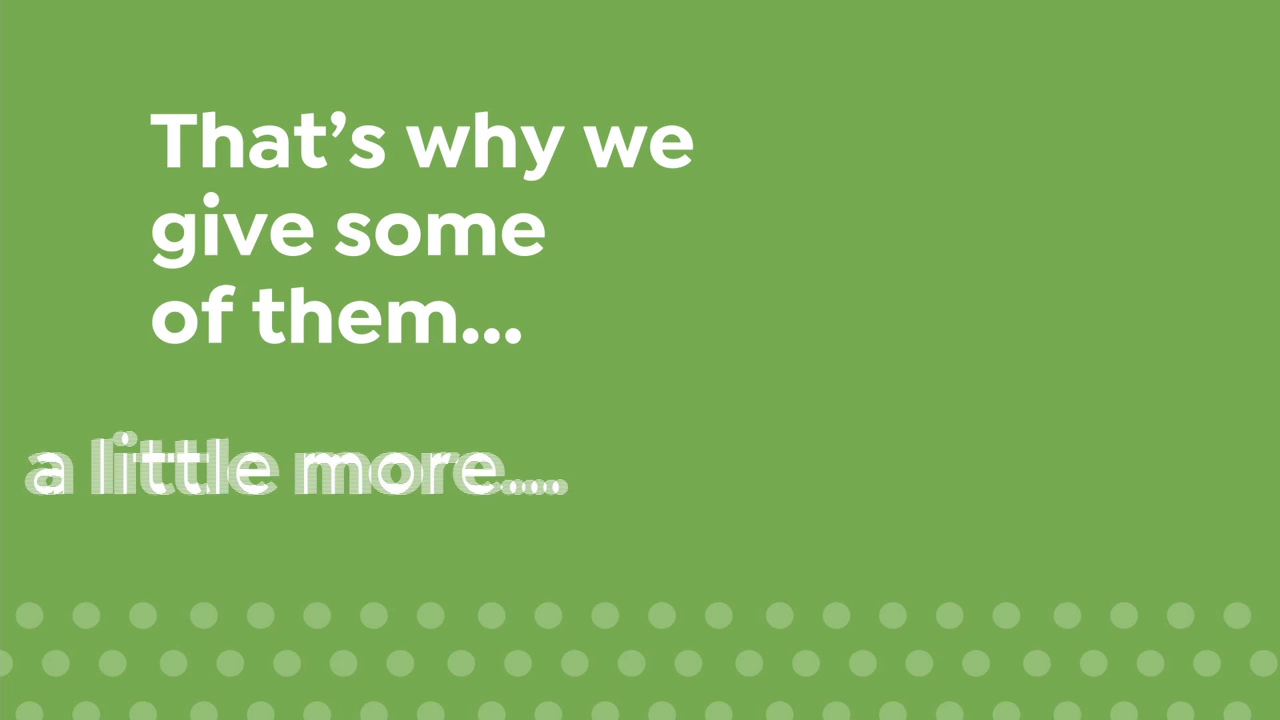 That’s why we
give some
of them...
a little more...